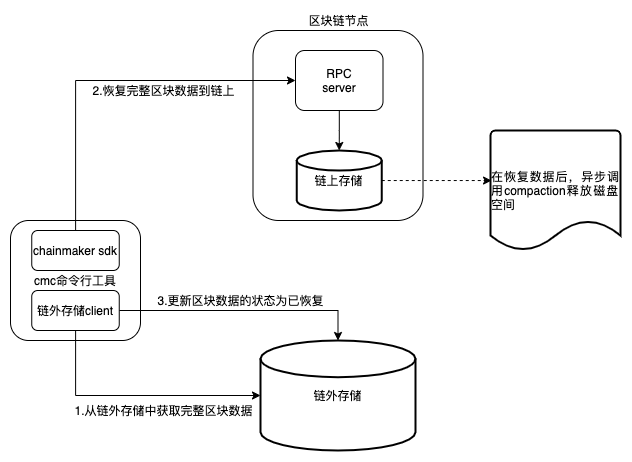 区块链节点
RPC
server
2.恢复完整区块数据到链上
链上存储
在恢复数据后，异步调
用compaction释放磁盘
空间
chainmaker sdk
cmc命令行工具
链外存储client
3.更新区块数据的状态为已恢复
链外存储
1.从链外存储中获取完整区块数据